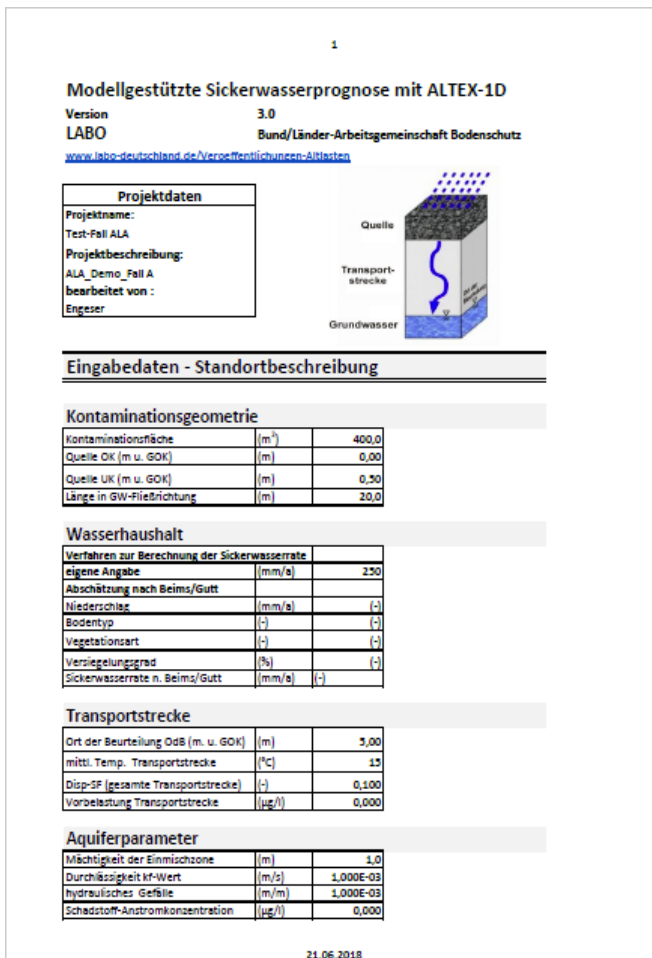 1
Modellgestützte Sickerwasserprognose mit ALTEX-1D
Version 3.0
LABO Bund/Länder-Arbeitsgemeinschaft Bodenschutz
www.labo-deutschland.de/Veroeffentlichungen-Altlasten
Projektdaten
Projektname:
Test-Fall ALA
Projektbeschreibung:
ALA_Demo_Fall A
bearbeitet von :
Engeser
Quelle
Transport-
strecke
Grundwasser
Ort der
Eingabedaten - Standortbeschreibung
Kontaminationsgeometrie
Kontaminationsfläche (m²) 400,0
Quelle OK (m u. GOK) (m) 0,00
Quelle UK (m u. GOK) (m) 0,50
Länge in GW-Fließrichtung (m) 20,0
Wasserhaushalt
Verfahren zur Berechnung der Sickerwasserrate
eigene Angabe (mm/a) 250
Abschätzung nach Beims/Gutt
Niederschlag (mm/a) (-)
Bodentyp (-) (-)
Vegetationsart (-) (-)
Versiegelungsgrad (%) (-)
Sickerwasserrate n. Beims/Gutt (mm/a) (-)
Transportstrecke
Ort der Beurteilung OdB (m. u. GOK) (m) 5,00
mittl. Temp. Transportstrecke (°C) 15
Disp-SF (gesamte Transportstrecke) (-) 0,100
Vorbelastung Transportstrecke (µg/l) 0,000
Aquiferparameter
Mächtigkeit der Einmischzone (m) 1,0
Durchlässigkeit kf-Wert (m/s) 1,000E-03
hydraulisches Gefälle (m/m) 1,000E-03
Schadstoff-Anstromkonzentration (µg/l) 0,000
21.06.2018